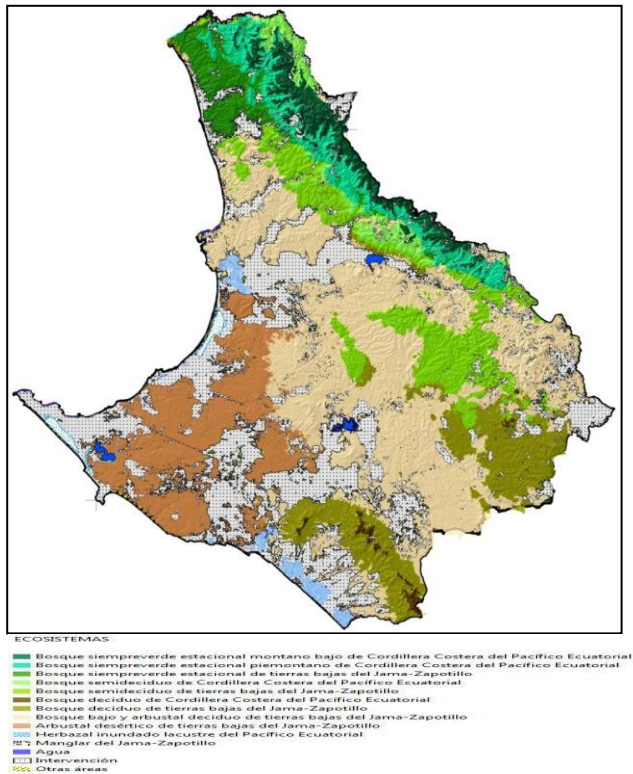 ECOSISTEMAS
Bosque siempreverde estacional montano bajo de Cordillera Costera del Pacífico Ecuatorial
Bosque siempreverde estacional piemontano de Cordillera Costera del Pacífico Ecuatorial
Bosque siempreverde estacional de tierras bajas del Jama-Zapotillo
Bosque semideciduo de Cordillera Costera del Pacífico Ecuatorial
Bosque semideciduo de tierras bajas del Jama-Zapotillo
Bosque deciduo de Cordillera Costera del Pacífico Ecuatorial
Bosque deciduo de tierras bajas del Jama-Zapotillo
Bosque bajo y arbustal deciduo de tierras bajas del Jama-Zapotillo
Arbustal desértico de tierras bajas del Jama-Zapotillo
Herbazal inundado lacustre del Pacífico Ecuatorial
Manglar del Jama-Zapotillo
Agua
Intervención
Otras áreas